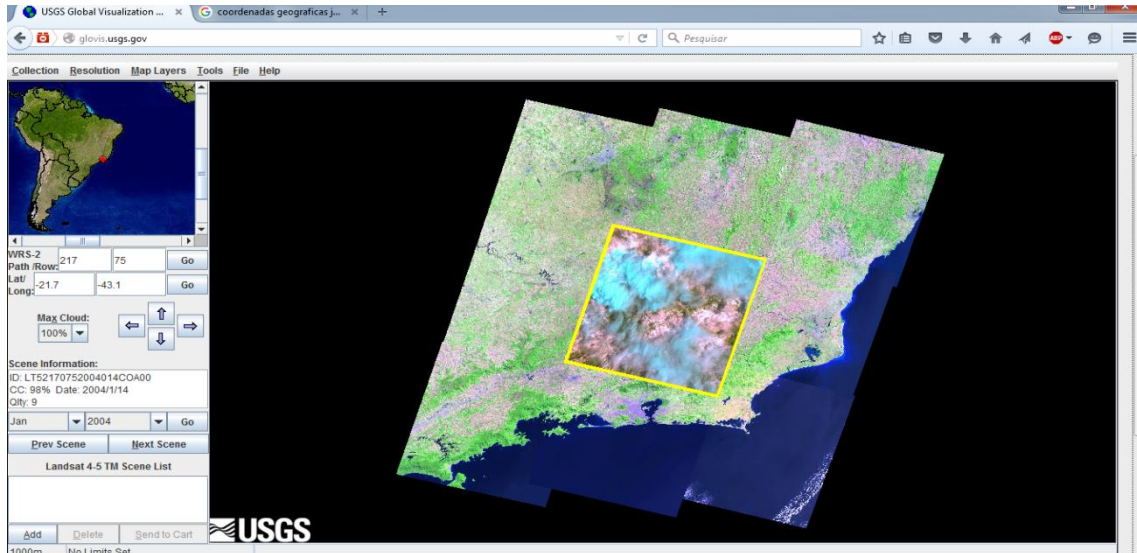 USGS Global Visualization ... ×
coordenadas geograficas j... × +
glovis.usgs.gov
Pesquisar
ABP
Collection Resolution Map Layers Tools File Help
WRS-2
Path /Row: 217 75 Go
Lat/
Long: -21.7 -43.1 Go
Max Cloud:
100%
Scene Information:
ID: LT52170752004014COA00
CC: 98% Date: 2004/1/14
Qlty: 9
Jan 2004 Go
Prev Scene Next Scene
Landsat 4-5 TM Scene List
Add Delete Send to Cart
USGS
1000m No Limits Set